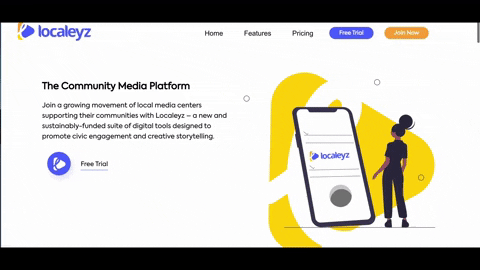 localeyz
Home Features Pricing Free Trial Join Now
The Community Media Platform
Join a growing movement of local media centers
supporting their communities with Localeyz – a new and
sustainably-funded suite of digital tools designed to
promote civic engagement and creative storytelling.
Free Trial
localeyz